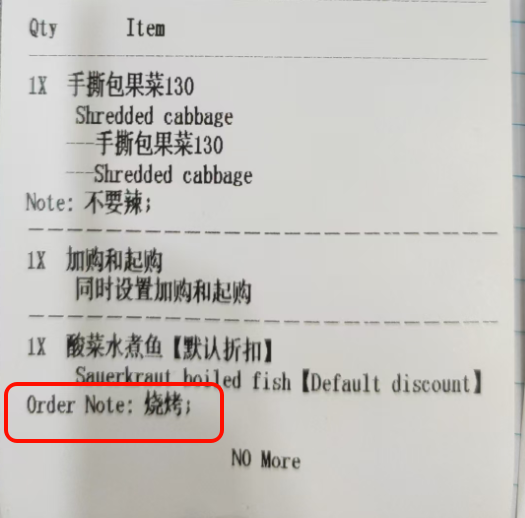 Qty Item
1X 手撕包果菜130
Shredded cabbage
---手撕包果菜130
---Shredded cabbage
Note: 不要辣;
1X 加购和起购
同时设置加购和起购
1X 酸菜水煮鱼【默认折扣】
Sauerkraut boiled fish【Default discount】
Order Note: 烧烤;
NO More